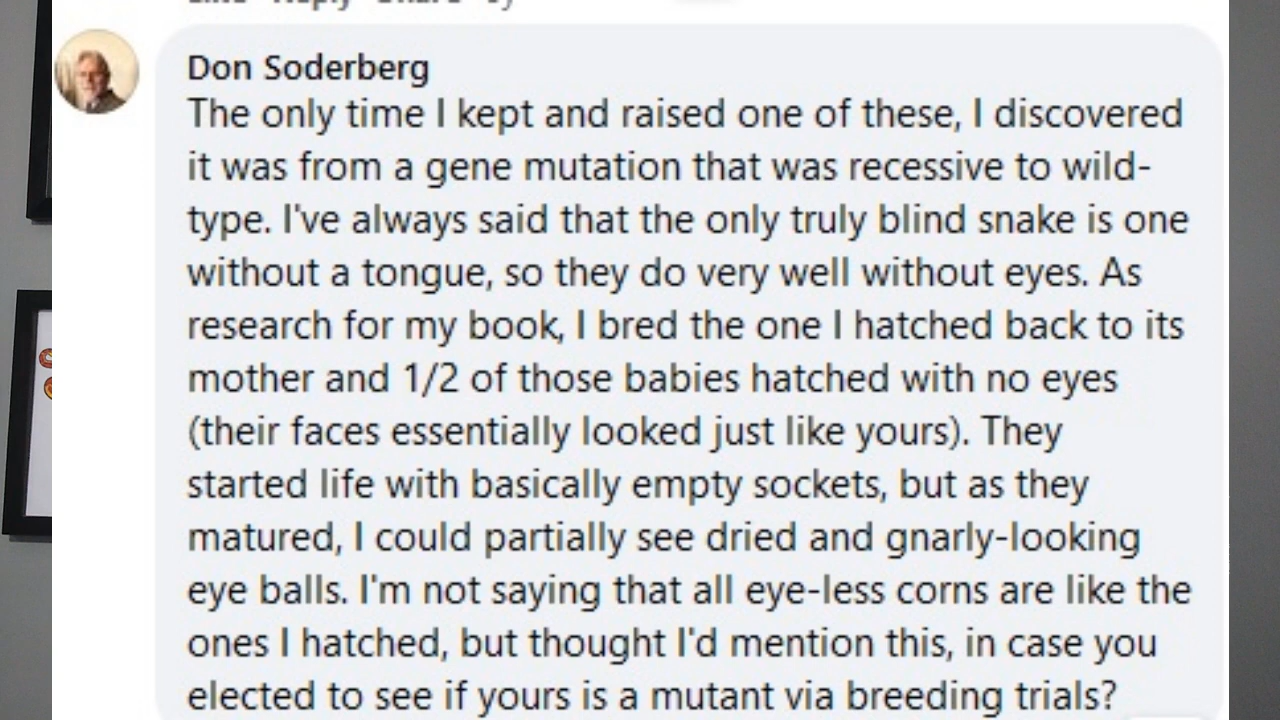 Don Soderberg
The only time I kept and raised one of these, I discovered
it was from a gene mutation that was recessive to wild-
type. I've always said that the only truly blind snake is one
without a tongue, so they do very well without eyes. As
research for my book, I bred the one I hatched back to its
mother and 1/2 of those babies hatched with no eyes
(their faces essentially looked just like yours). They
started life with basically empty sockets, but as they
matured, I could partially see dried and gnarly-looking
eye balls. I'm not saying that all eye-less corns are like the
ones I hatched, but thought I'd mention this, in case you
elected to see if yours is a mutant via breeding trials?